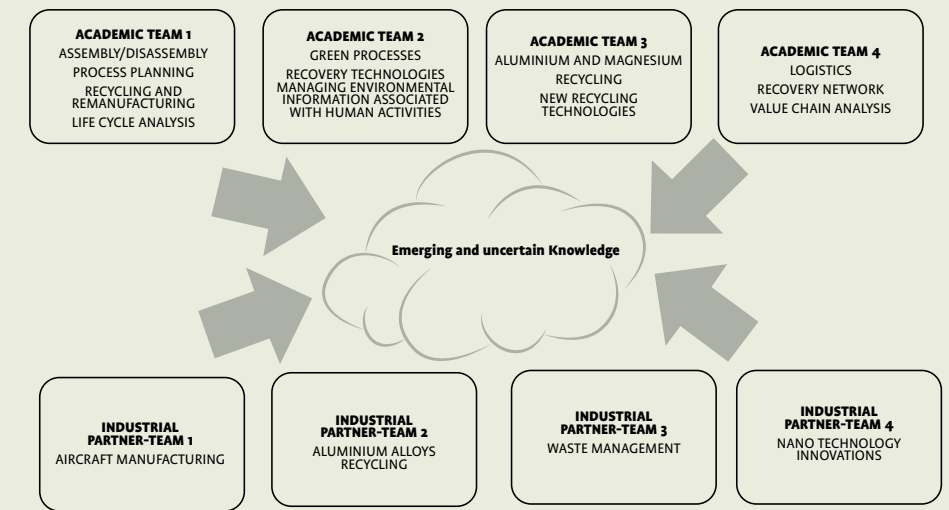 ACADEMIC TEAM 1
ASSEMBLY/DISASSEMBLY
PROCESS PLANNING
RECYCLING AND
REMANUFACTURING
LIFE CYCLE ANALYSIS
ACADEMIC TEAM 2
GREEN PROCESSES
RECOVERY TECHNOLOGIES
MANAGING ENVIRONMENTAL
INFORMATION ASSOCIATED
WITH HUMAN ACTIVITIES
ACADEMIC TEAM 3
ALUMINIUM AND MAGNESIUM
RECYCLING
NEW RECYCLING
TECHNOLOGIES
ACADEMIC TEAM 4
LOGISTICS
RECOVERY NETWORK
VALUE CHAIN ANALYSIS
Emerging and uncertain Knowledge
INDUSTRIAL
PARTNER-TEAM 1
AIRCRAFT MANUFACTURING
INDUSTRIAL
PARTNER-TEAM 2
ALUMINIUM ALLOYS
RECYCLING
INDUSTRIAL
PARTNER-TEAM 3
WASTE MANAGEMENT
INDUSTRIAL
PARTNER-TEAM 4
NANO TECHNOLOGY
INNOVATIONS